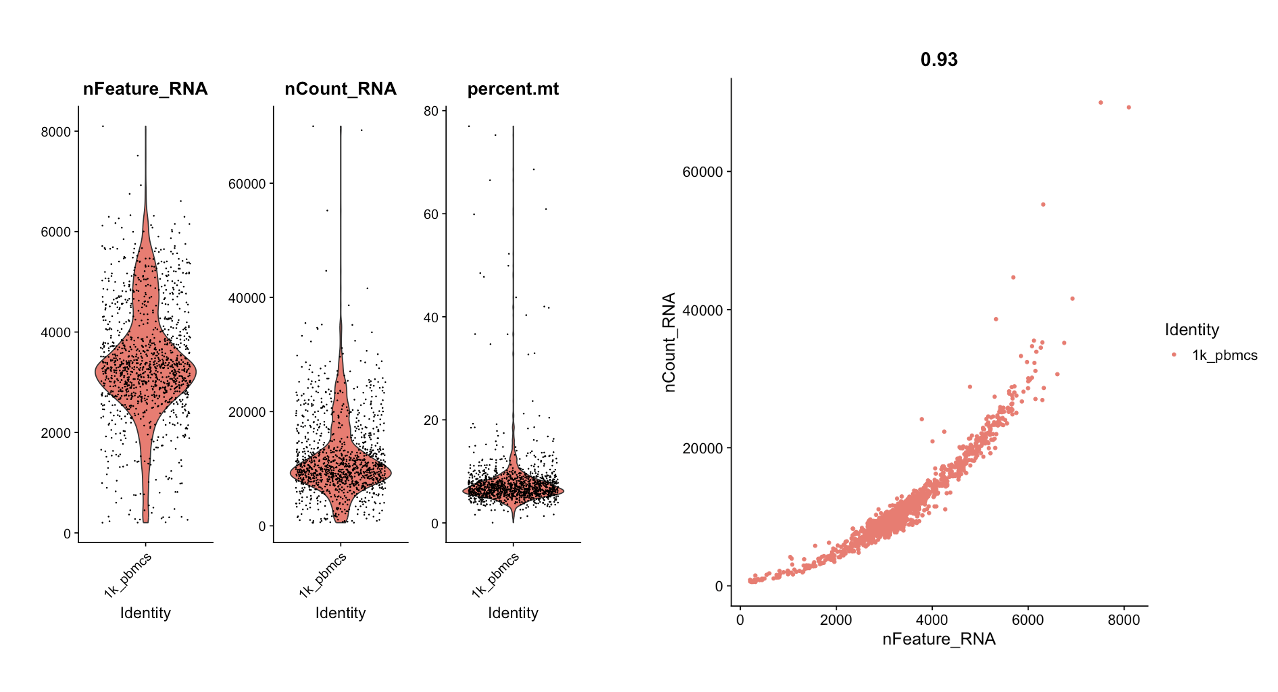 nFeature_RNA
8000
6000
4000
2000
0
1k_pbmcs
Identity
nCount_RNA
60000
40000
20000
0
1k_pbmcs
Identity
percent.mt
80
60
40
20
0
1k_pbmcs
Identity
0.93
nCount_RNA
60000
40000
20000
0
0 2000 4000 6000 8000
nFeature_RNA
Identity
1k_pbmcs